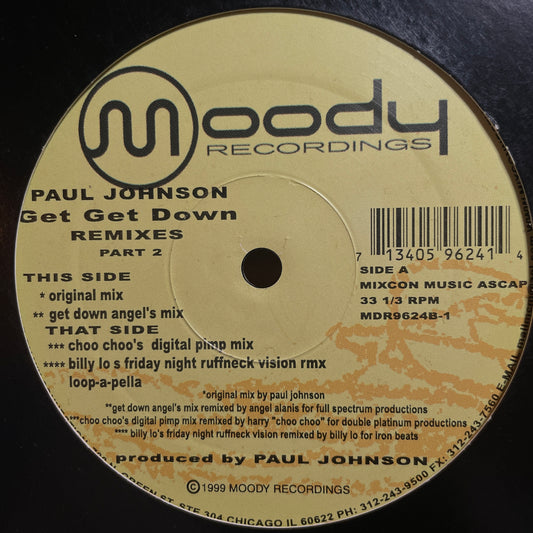 moody
RECORDINGS
PAUL JOHNSON
Get Get Down
REMIXES
PART 2
THIS SIDE
* original mix
** get down angel's mix
THAT SIDE
*** choo choo's digital pimp mix
**** billy lo s friday night ruffneck vision rmx
loop-a-pella
7 13405 96241 4
SIDE A
MIXCON MUSIC ASCAP
33 1/3 RPM
MDR9624B-1
*original mix by paul johnson
**get down angel's mix remixed by angel alanis for full spectrum productions
***choo choo's digital pimp mix remixed by harry "choo choo" for double platinum productions
**** billy lo's friday night ruffneck vision remixed by billy lo for iron beats
produced by PAUL JOHNSON
©1999 MOODY RECORDINGS
GREEN ST. STE 304 CHICAGO IL 60622 PH: 312-243-9500 FX: 312-243-7560 E-MAIL